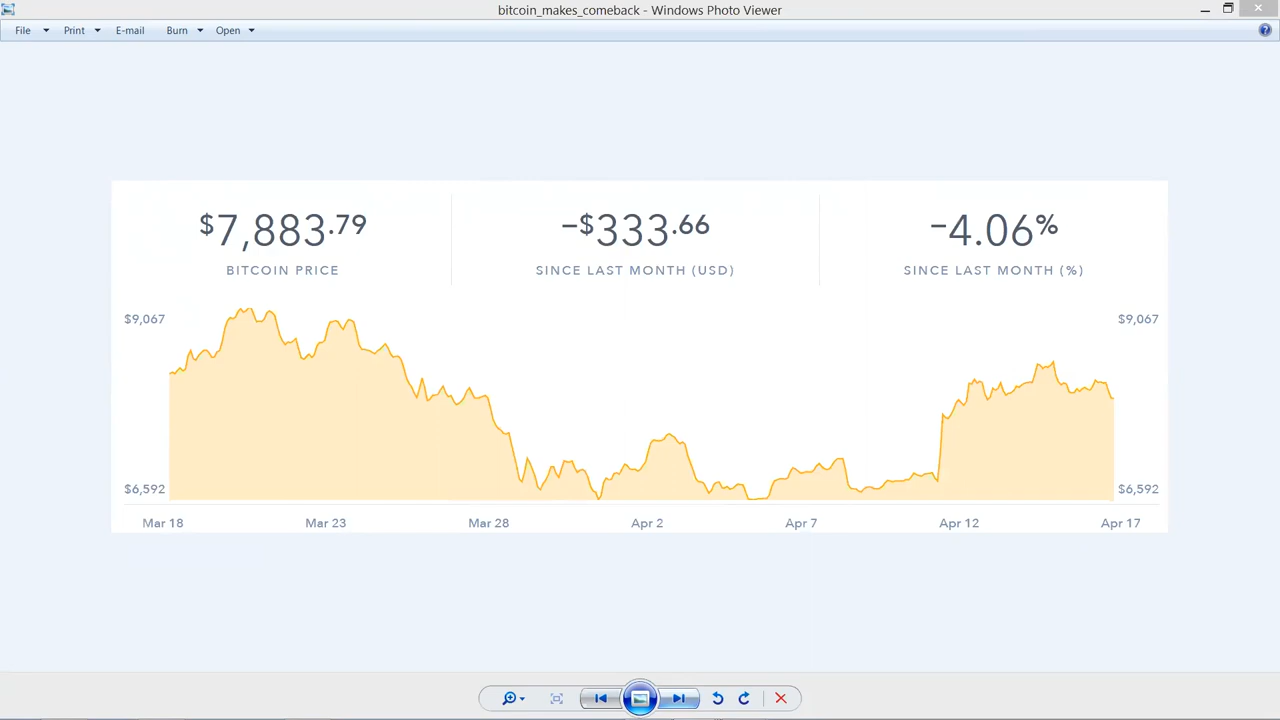 bitcoin_makes_comeback - Windows Photo Viewer
File Print E-mail Burn Open
$7,883.79 −$333.66 −4.06%
BITCOIN PRICE SINCE LAST MONTH (USD) SINCE LAST MONTH (%)
$9,067 $9,067
$6,592 $6,592
Mar 18 Mar 23 Mar 28 Apr 2 Apr 7 Apr 12 Apr 17